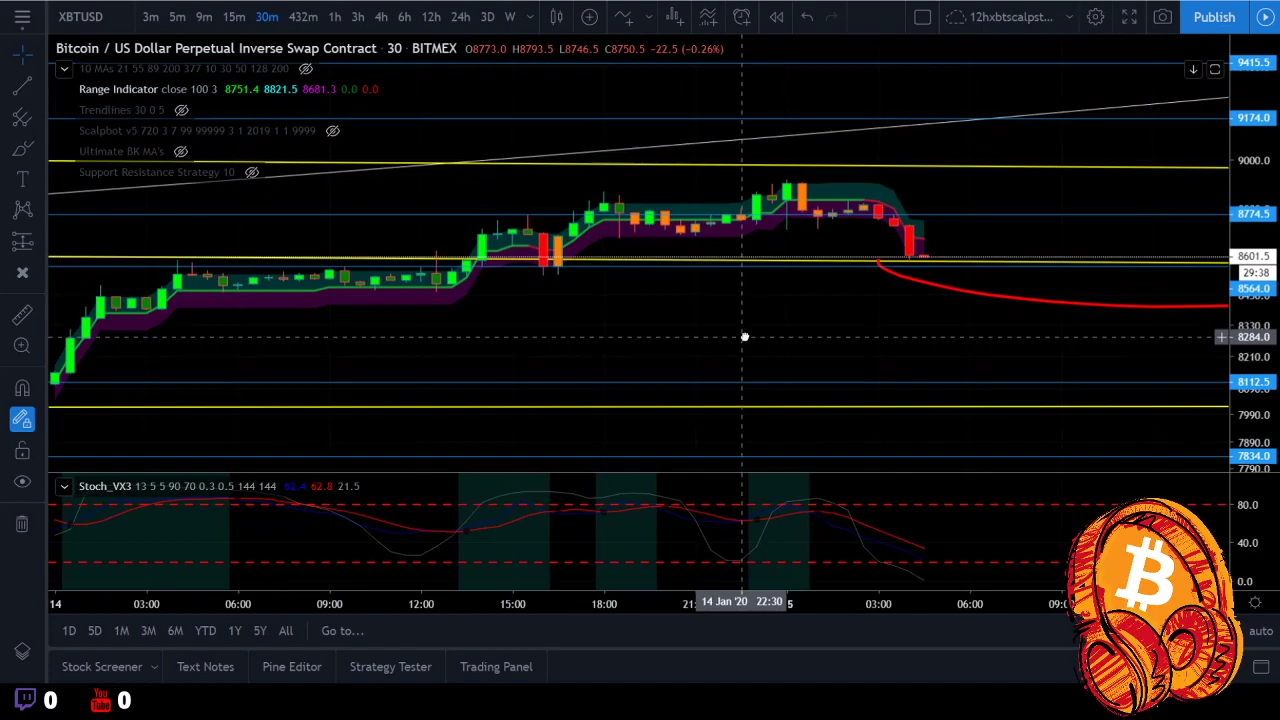 XBTUSD 3m 5m 9m 15m 30m 432m 1h 3h 4h 6h 12h 24h 3D W 12hxbtscalpst... Publish
Bitcoin / US Dollar Perpetual Inverse Swap Contract · 30 · BITMEX O8773.0 H8793.5 L8746.5 C8750.5 −22.5 (−0.26%)
10 MAs 21 55 89 200 377 10 30 50 128 200
Range Indicator close 100 3 8751.4 8821.5 8681.3 0.0 0.0
Trendlines 30 0 5
Scalpbot v5 720 3 7 99 99999 3 1 2019 1 1 9999
Ultimate BK MA's
Support Resistance Strategy 10
9415.5
9174.0
9000.0
8774.5
8601.5
29:38
8564.0
8330.0
8284.0
8210.0
8112.5
7990.0
7890.0
7834.0
7790.0
Stoch_VX3 13 5 5 90 70 0.3 0.5 144 144 62.4 62.8 21.5
80.0
40.0
0.0
14 03:00 06:00 09:00 12:00 15:00 18:00 21: 14 Jan '20 22:30 5 03:00 06:00 09:0
1D 5D 1M 3M 6M YTD 1Y 5Y All Go to... auto
Stock Screener Text Notes Pine Editor Strategy Tester Trading Panel
0 You Tube 0